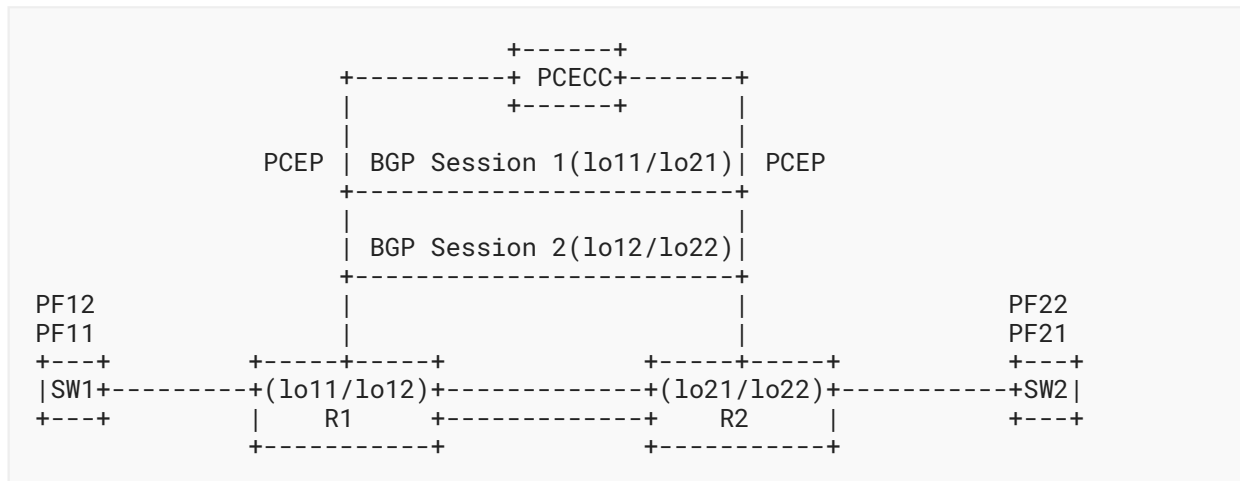 PCECC
PCEP BGP Session 1(lo11/lo21) PCEP
BGP Session 2(lo12/lo22)
PF12 PF22
PF11 PF21
SW1 (lo11/lo12) (lo21/lo22) SW2
R1 R2